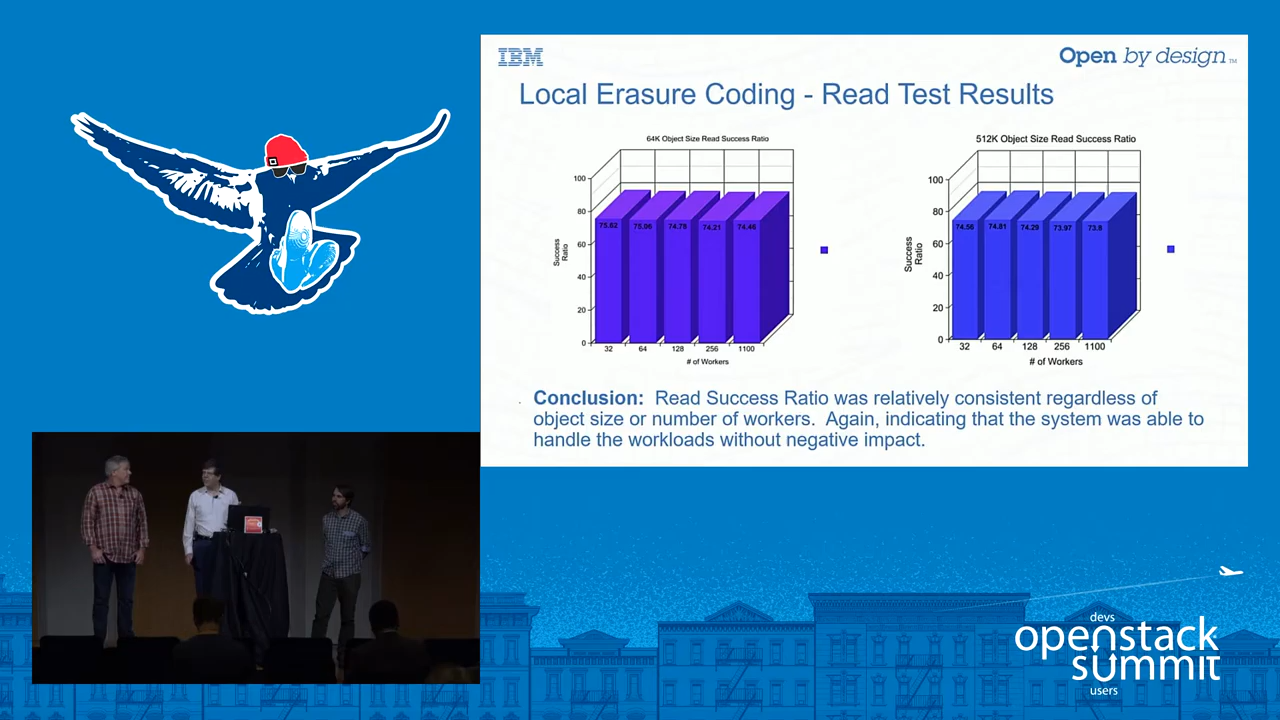 IBM
Open by design™
Local Erasure Coding - Read Test Results
64K Object Size Read Success Ratio
100
80
60
40
20
0
Success
Ratio
75.62 75.06 74.78 74.21 74.46
32 64 128 256 1100
# of Workers
512K Object Size Read Success Ratio
100
80
60
40
20
0
Success
Ratio
74.56 74.81 74.29 73.97 73.8
32 64 128 256 1100
# of Workers
Conclusion: Read Success Ratio was relatively consistent regardless of
object size or number of workers. Again, indicating that the system was able to
handle the workloads without negative impact.
devs
openstack
summit
users